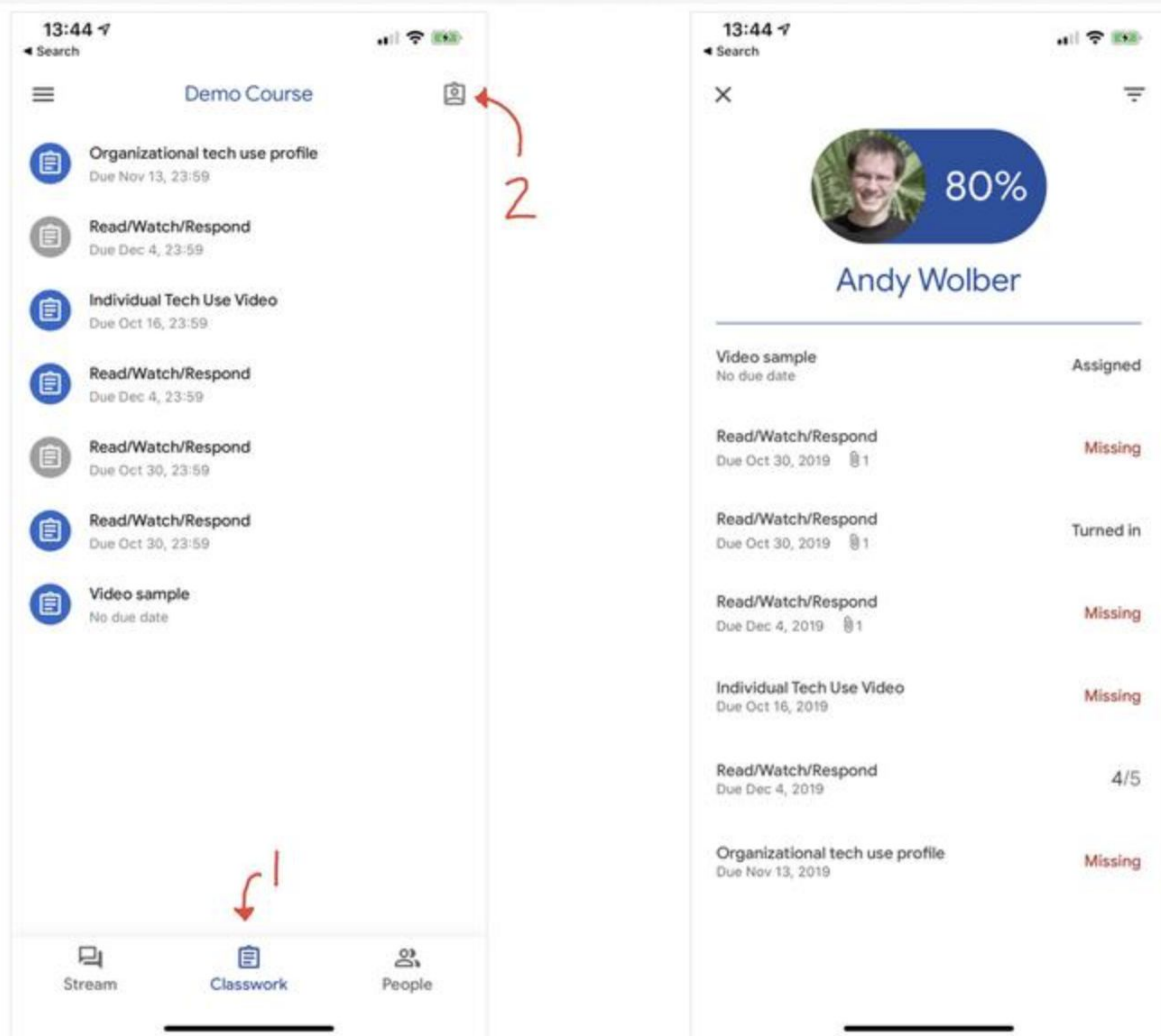 13:44
◀ Search
Demo Course
Organizational tech use profile
Due Nov 13, 23:59
Read/Watch/Respond
Due Dec 4, 23:59
Individual Tech Use Video
Due Oct 16, 23:59
Read/Watch/Respond
Due Dec 4, 23:59
Read/Watch/Respond
Due Oct 30, 23:59
Read/Watch/Respond
Due Oct 30, 23:59
Video sample
No due date
2
1
Stream Classwork People
13:44
◀ Search
80%
Andy Wolber
Video sample
No due date
Assigned
Read/Watch/Respond
Due Oct 30, 2019 1
Missing
Read/Watch/Respond
Due Oct 30, 2019 1
Turned in
Read/Watch/Respond
Due Dec 4, 2019 1
Missing
Individual Tech Use Video
Due Oct 16, 2019
Missing
Read/Watch/Respond
Due Dec 4, 2019
4/5
Organizational tech use profile
Due Nov 13, 2019
Missing